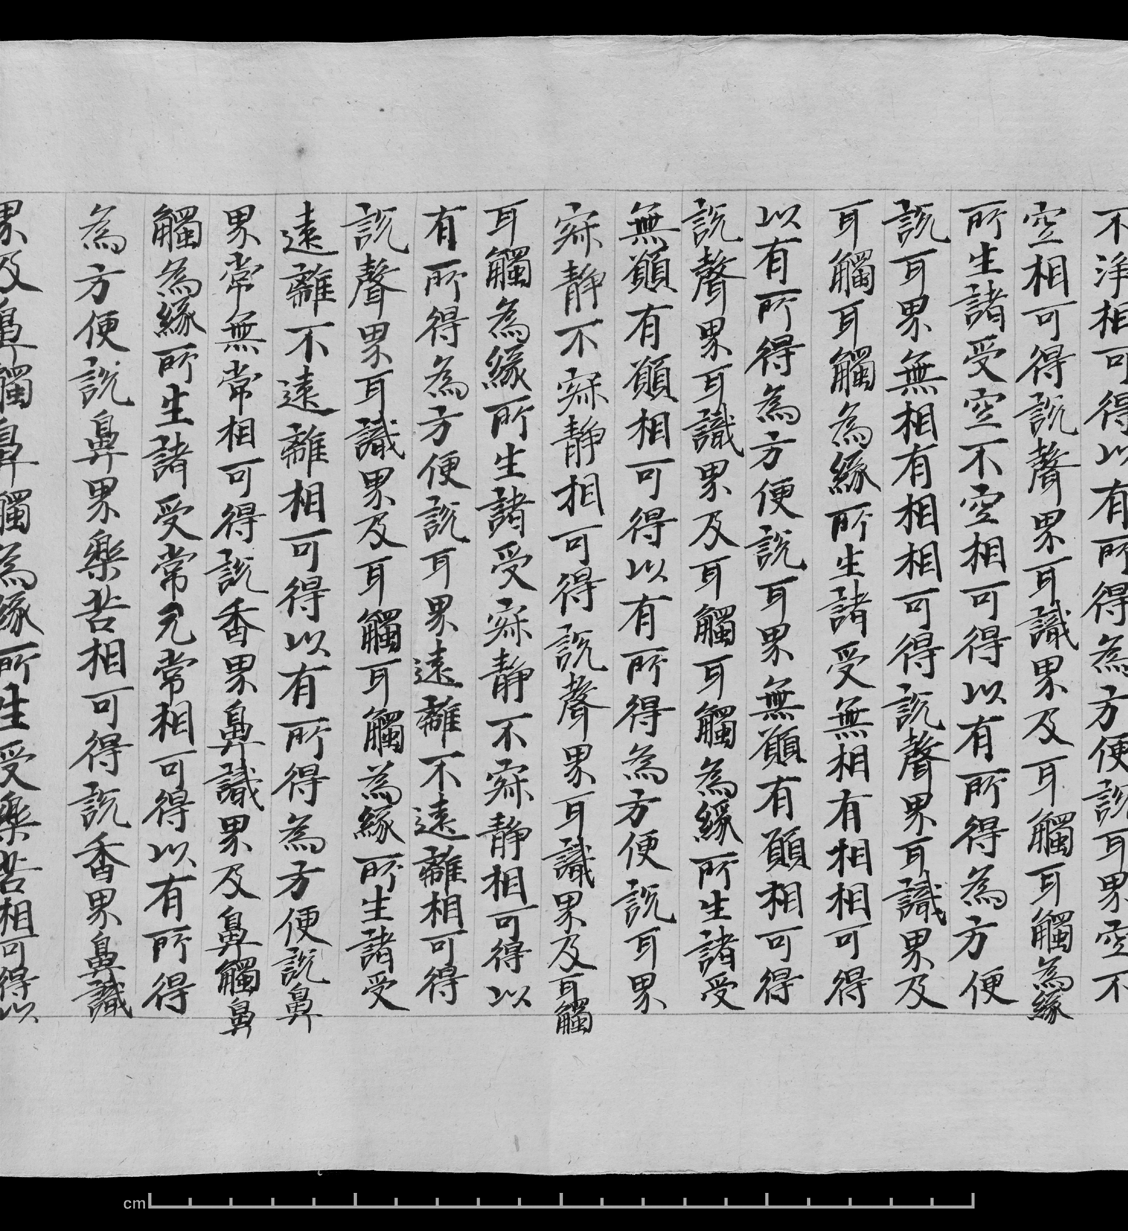 不淨相可得以有所得為方便說耳界空不
空相可得說聲界耳識界及耳觸耳觸為緣
所生諸受空不空相可得以有所得為方便
說耳界無相有相相可得說聲界耳識界及
耳觸耳觸為緣所生諸受無相有相相可得
以有所得為方便說耳界無願有願相可得
說聲界耳識界及耳觸耳觸為緣所生諸受
無願有願相可得以有所得為方便說耳界
寂靜不寂靜相可得說聲界耳識界及耳觸
耳觸為緣所生諸受寂靜不寂靜相可得以
有所得為方便說耳界遠離不遠離相可得
說聲界耳識界及耳觸耳觸為緣所生諸受
遠離不遠離相可得以有所得為方便說鼻
界常無常相可得說香界鼻識界及鼻觸鼻
觸為緣所生諸受常无常相可得以有所得
為方便說鼻界樂苦相可得說香界鼻識
界及鼻觸鼻觸為緣所生受樂苦相可得以